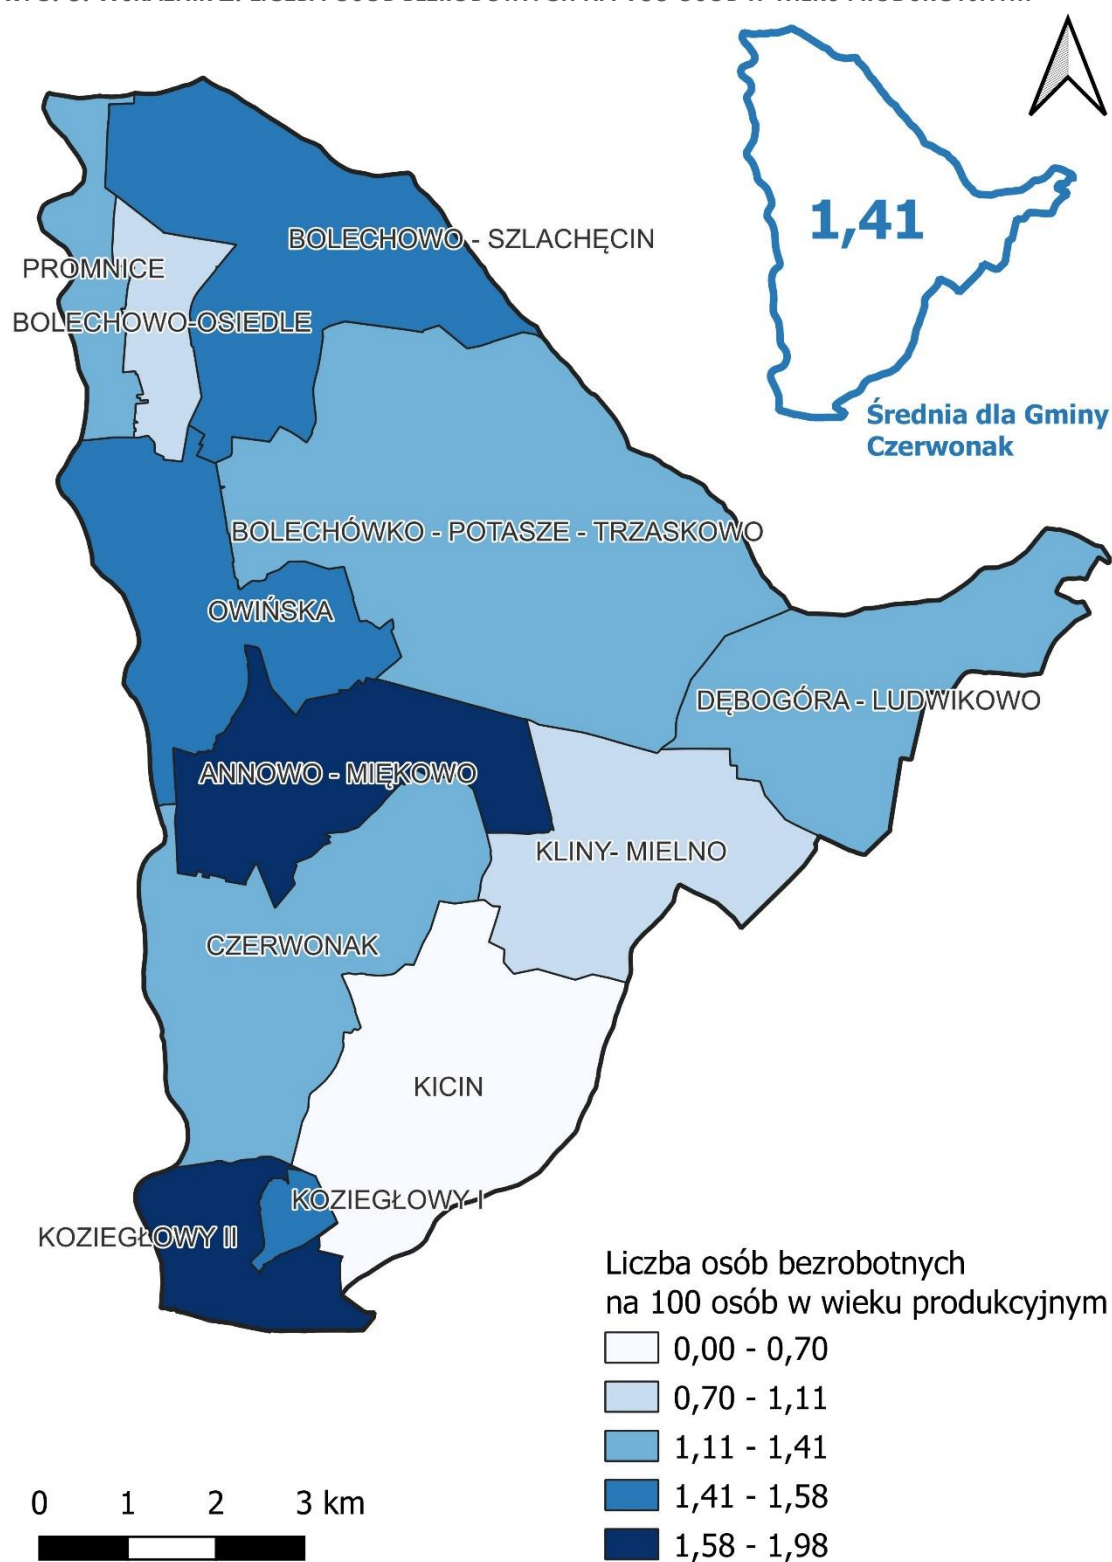 1,41
Średnia dla Gminy
Czerwonak
BOLECHOWO - SZLACHĘCIN
PROMNICE
BOLECHOWO-OSIEDLE
BOLECHÓWKO - POTASZE - TRZASKOWO
OWIŃSKA
DĘBOGÓRA - LUDWIKOWO
ANNOWO - MIĘKOWO
KLINY- MIELNO
CZERWONAK
KICIN
KOZIEGŁOWY I
KOZIEGŁOWY II
Liczba osób bezrobotnych
na 100 osób w wieku produkcyjnym
0,00 - 0,70
0,70 - 1,11
1,11 - 1,41
1,41 - 1,58
1,58 - 1,98
0 1 2 3 km